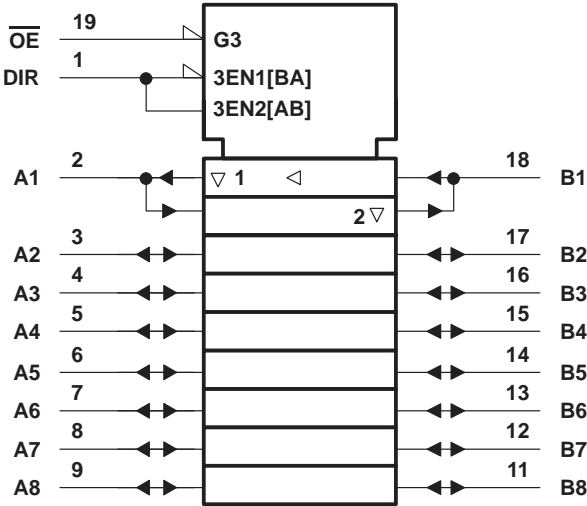 19
OE G3
1
DIR 3EN1[BA]
3EN2[AB]
2 18
A1 1 B1
2
3 17
A2 B2
4 16
A3 B3
5 15
A4 B4
6 14
A5 B5
7 13
A6 B6
8 12
A7 B7
9 11
A8 B8